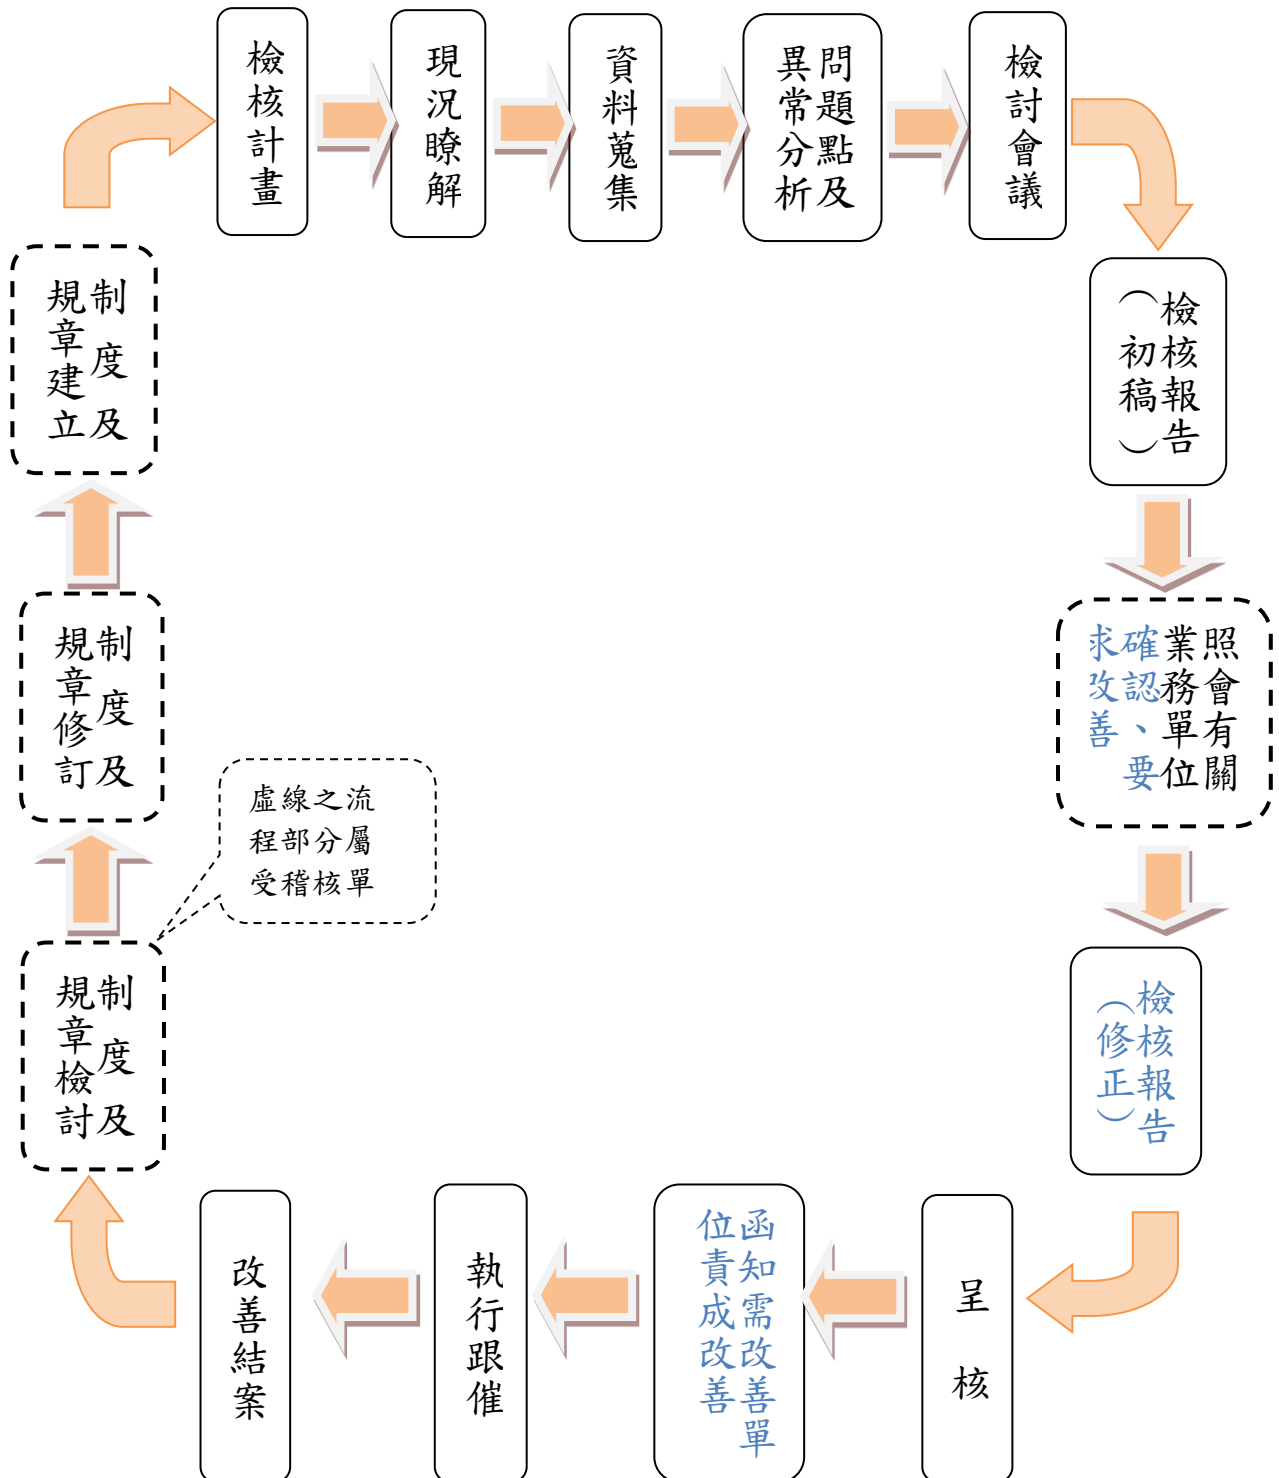 檢核計畫
現況瞭解
資料蒐集
問題點及
異常分析
檢討會議
檢核報告
（初稿）
照會有關
業務單位
確認、要
求改善
檢核報告
（修正）
呈核
函知需改善單
位責成改善
執行跟催
改善結案
制度及
規章檢討
制度及
規章修訂
制度及
規章建立
虛線之流
程部分屬
受稽核單